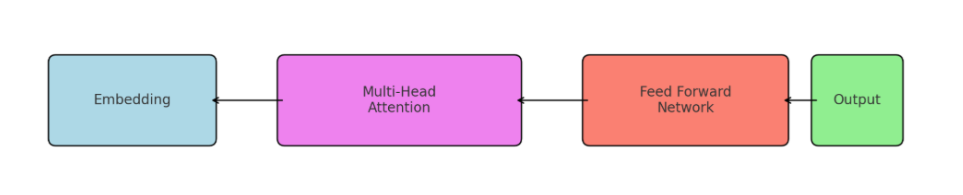 Embedding
Multi-Head
Attention
Feed Forward
Network
Output